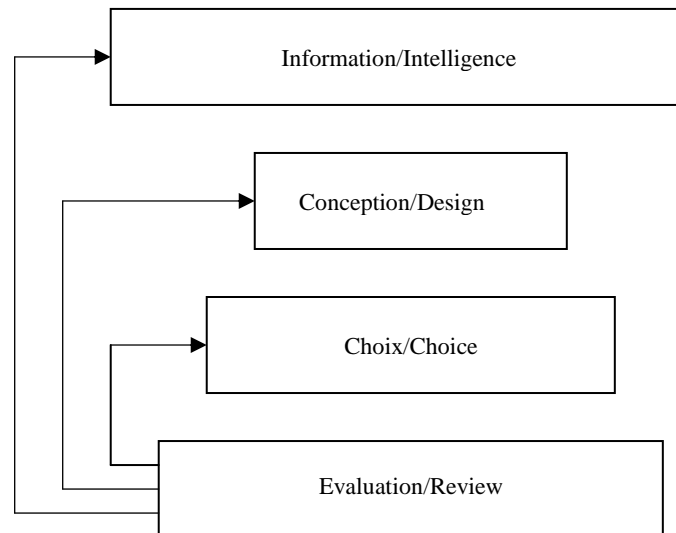 Information/Intelligence
Conception/Design
Choix/Choice
Evaluation/Review